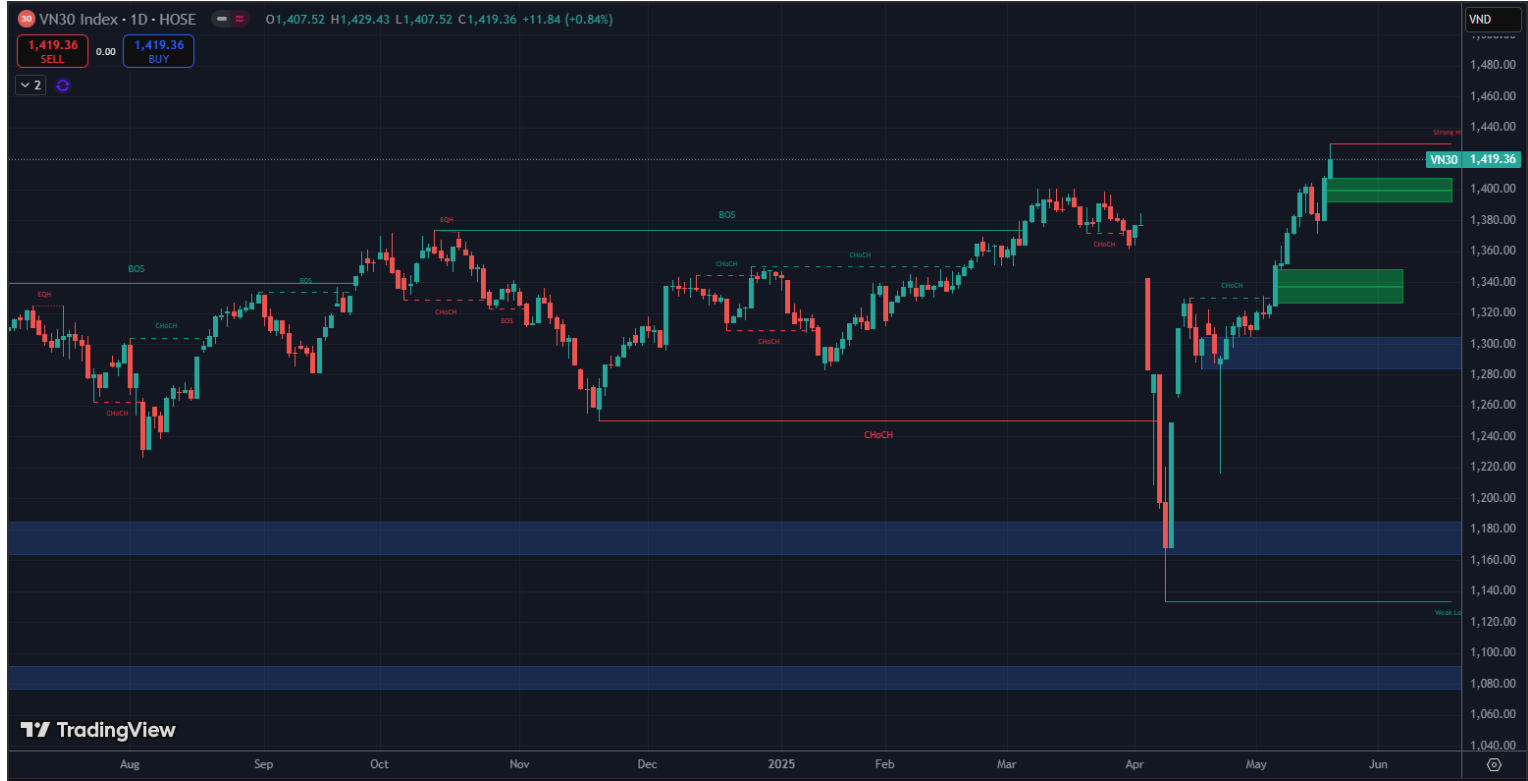 30 VN30 Index · 1D · HOSE O1,407.52 H1,429.43 L1,407.52 C1,419.36 +11.84 (+0.84%)
VND
1,419.36 SELL
0.00
1,419.36 BUY
2
1,480.00
1,460.00
1,440.00
Strong Hi
VN30 1,419.36
1,400.00
1,380.00
1,360.00
1,340.00
1,320.00
1,300.00
1,280.00
1,260.00
1,240.00
1,220.00
1,200.00
1,180.00
1,160.00
1,140.00
1,120.00
1,100.00
1,080.00
1,060.00
1,040.00
EQH
BOS
EQH
BOS
CHoCH
CHoCH
CHoCH
BOS
CHoCH
BOS
CHoCH
CHoCH
CHoCH
CHoCH
CHoCH
CHoCH
Weak Lo
TradingView
Aug
Sep
Oct
Nov
Dec
2025
Feb
Mar
Apr
May
Jun